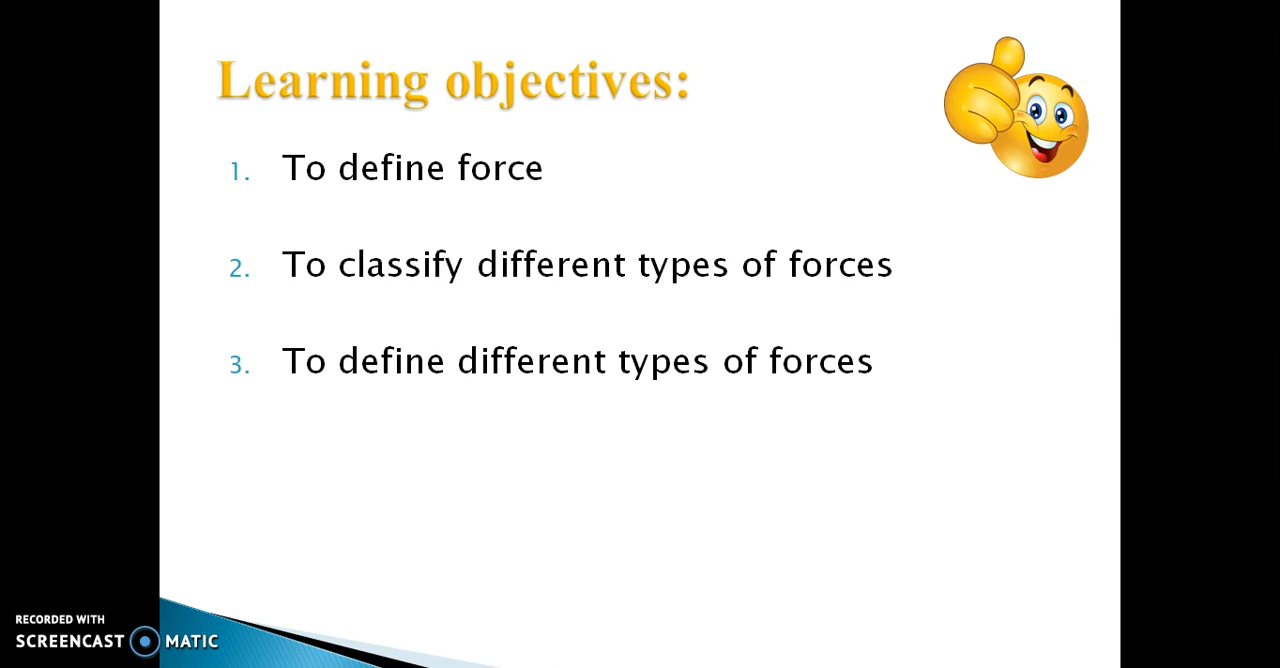 Learning objectives:
1. To define force
2. To classify different types of forces
3. To define different types of forces
RECORDED WITH
SCREENCAST MATIC